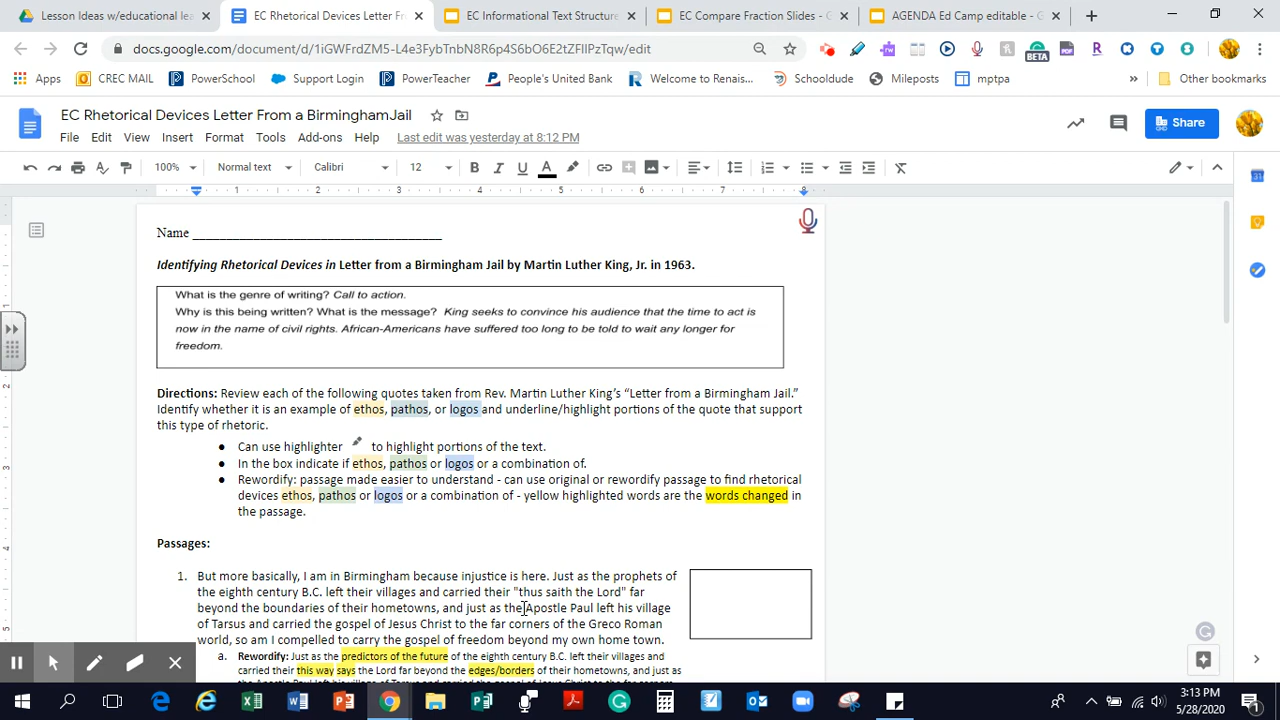 Lesson Ideas w/educational lea
EC Rhetorical Devices Letter Fr
EC Informational Text Structure
EC Compare Fraction Slides - G
AGENDA Ed Camp editable - G
docs.google.com/document/d/1iGWFrdZM5-L4e3FybTnbN8R6p4S6bO6E2tZFIlPzTqw/edit
BETA
Apps
CREC MAIL
PowerSchool
Support Login
PowerTeacher
People's United Bank
Welcome to Renais...
Schooldude
Mileposts
mptpa
Other bookmarks
EC Rhetorical Devices Letter From a BirminghamJail
Share
File Edit View Insert Format Tools Add-ons Help Last edit was yesterday at 8:12 PM
100% Normal text Calibri 12
1 2 3 4 5 6 7 8
Name ___________________________________
Identifying Rhetorical Devices in Letter from a Birmingham Jail by Martin Luther King, Jr. in 1963.
What is the genre of writing? Call to action.
Why is this being written? What is the message? King seeks to convince his audience that the time to act is
now in the name of civil rights. African-Americans have suffered too long to be told to wait any longer for
freedom.
Directions: Review each of the following quotes taken from Rev. Martin Luther King's “Letter from a Birmingham Jail.”
Identify whether it is an example of ethos, pathos, or logos and underline/highlight portions of the quote that support
this type of rhetoric.
● Can use highlighter to highlight portions of the text.
● In the box indicate if ethos, pathos or logos or a combination of.
● Rewordify: passage made easier to understand - can use original or rewordify passage to find rhetorical
devices ethos, pathos or logos or a combination of - yellow highlighted words are the words changed in
the passage.
Passages:
1. But more basically, I am in Birmingham because injustice is here. Just as the prophets of
the eighth century B.C. left their villages and carried their "thus saith the Lord" far
beyond the boundaries of their hometowns, and just as the Apostle Paul left his village
of Tarsus and carried the gospel of Jesus Christ to the far corners of the Greco Roman
world, so am I compelled to carry the gospel of freedom beyond my own home town.
a. Rewordify: Just as the predictors of the future of the eighth century B.C. left their villages and
carried their this way says the Lord far beyond the edges/borders of their hometowns, and just as
3:13 PM
5/28/2020